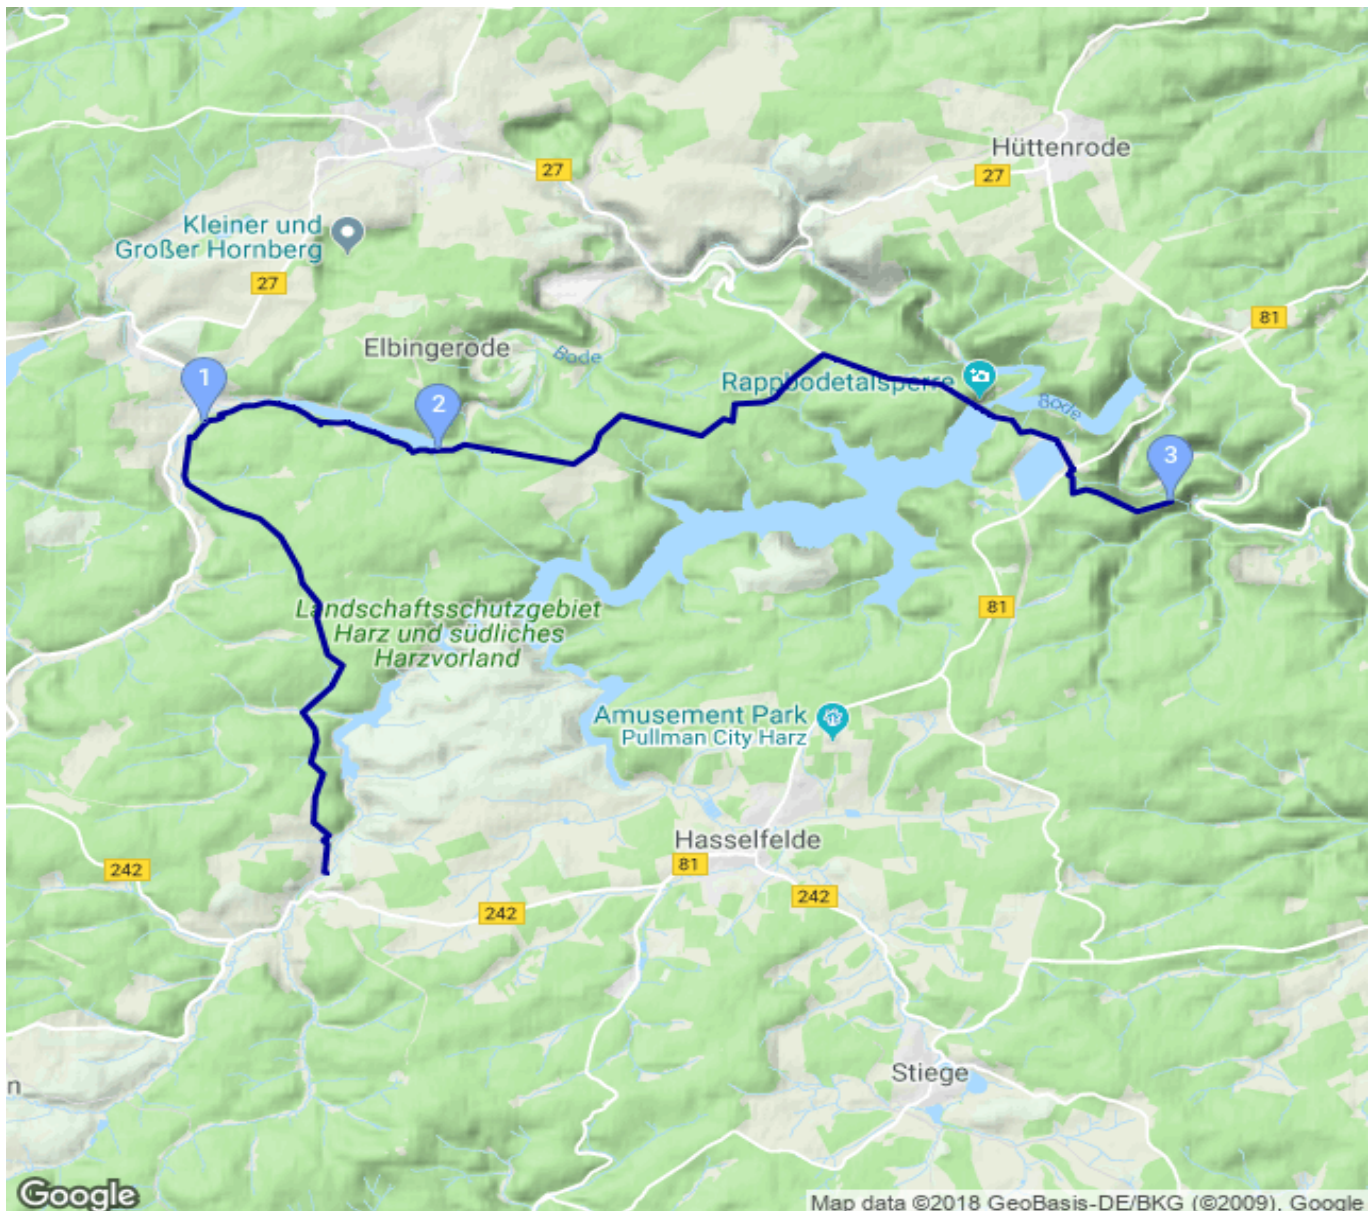 Hüttenrode
27
27
Kleiner und
Großer Hornberg
27
81
Elbingerode
Bode
1
Rappbodetalsperre
2
Bode
3
Landschaftsschutzgebiet
Harz und südliches
Harzvorland
81
Amusement Park
Pullman City Harz
Hasselfelde
81
242
242
242
Stiege
n
Google
Map data ©2018 GeoBasis-DE/BKG (©2009), Google